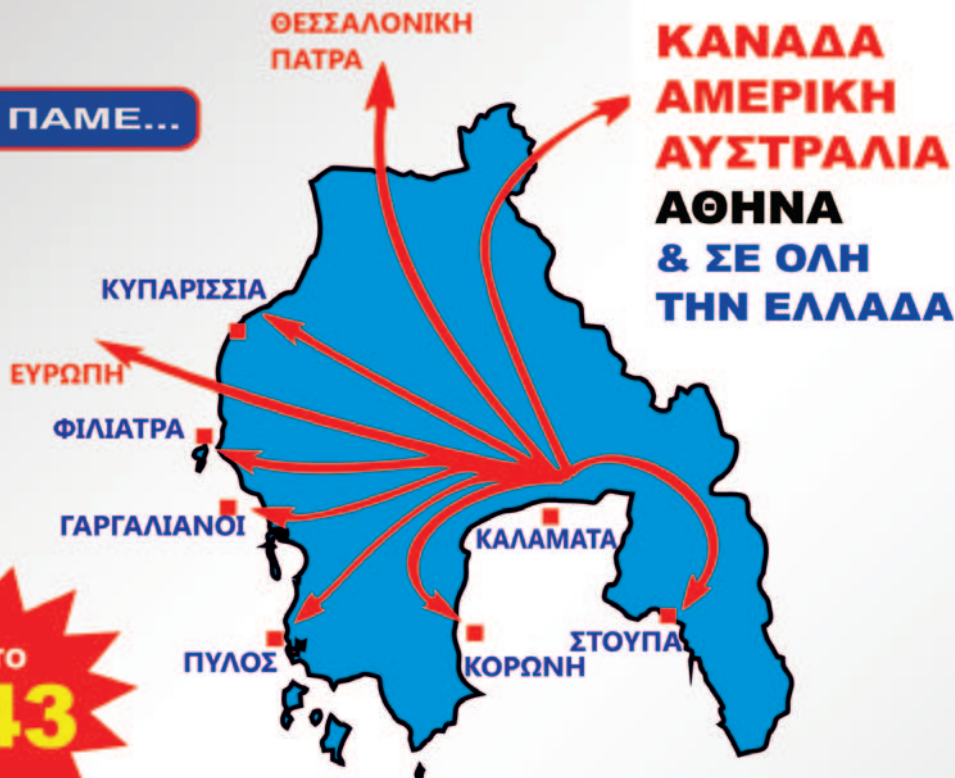 ΘΕΣΣΑΛΟΝΙΚΗ
ΠΑΤΡΑ
ΠΑΜΕ...
ΚΑΝΑΔΑ
ΑΜΕΡΙΚΗ
ΑΥΣΤΡΑΛΙΑ
ΑΘΗΝΑ
& ΣΕ ΟΛΗ
ΤΗΝ ΕΛΛΑΔΑ
ΚΥΠΑΡΙΣΣΙΑ
ΕΥΡΩΠΗ
ΦΙΛΙΑΤΡΑ
ΓΑΡΓΑΛΙΑΝΟΙ
ΚΑΛΑΜΑΤΑ
ΠΥΛΟΣ
ΚΟΡΩΝΗ
ΣΤΟΥΠΑ
43